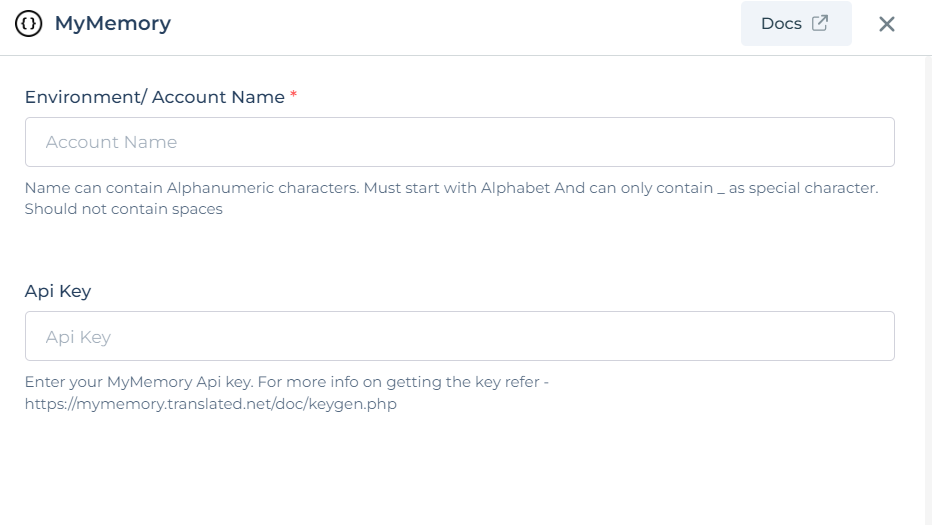 {} MyMemory
Docs
Environment/ Account Name *
Account Name
Name can contain Alphanumeric characters. Must start with Alphabet And can only contain _ as special character.
Should not contain spaces
Api Key
Api Key
Enter your MyMemory Api key. For more info on getting the key refer -
https://mymemory.translated.net/doc/keygen.php